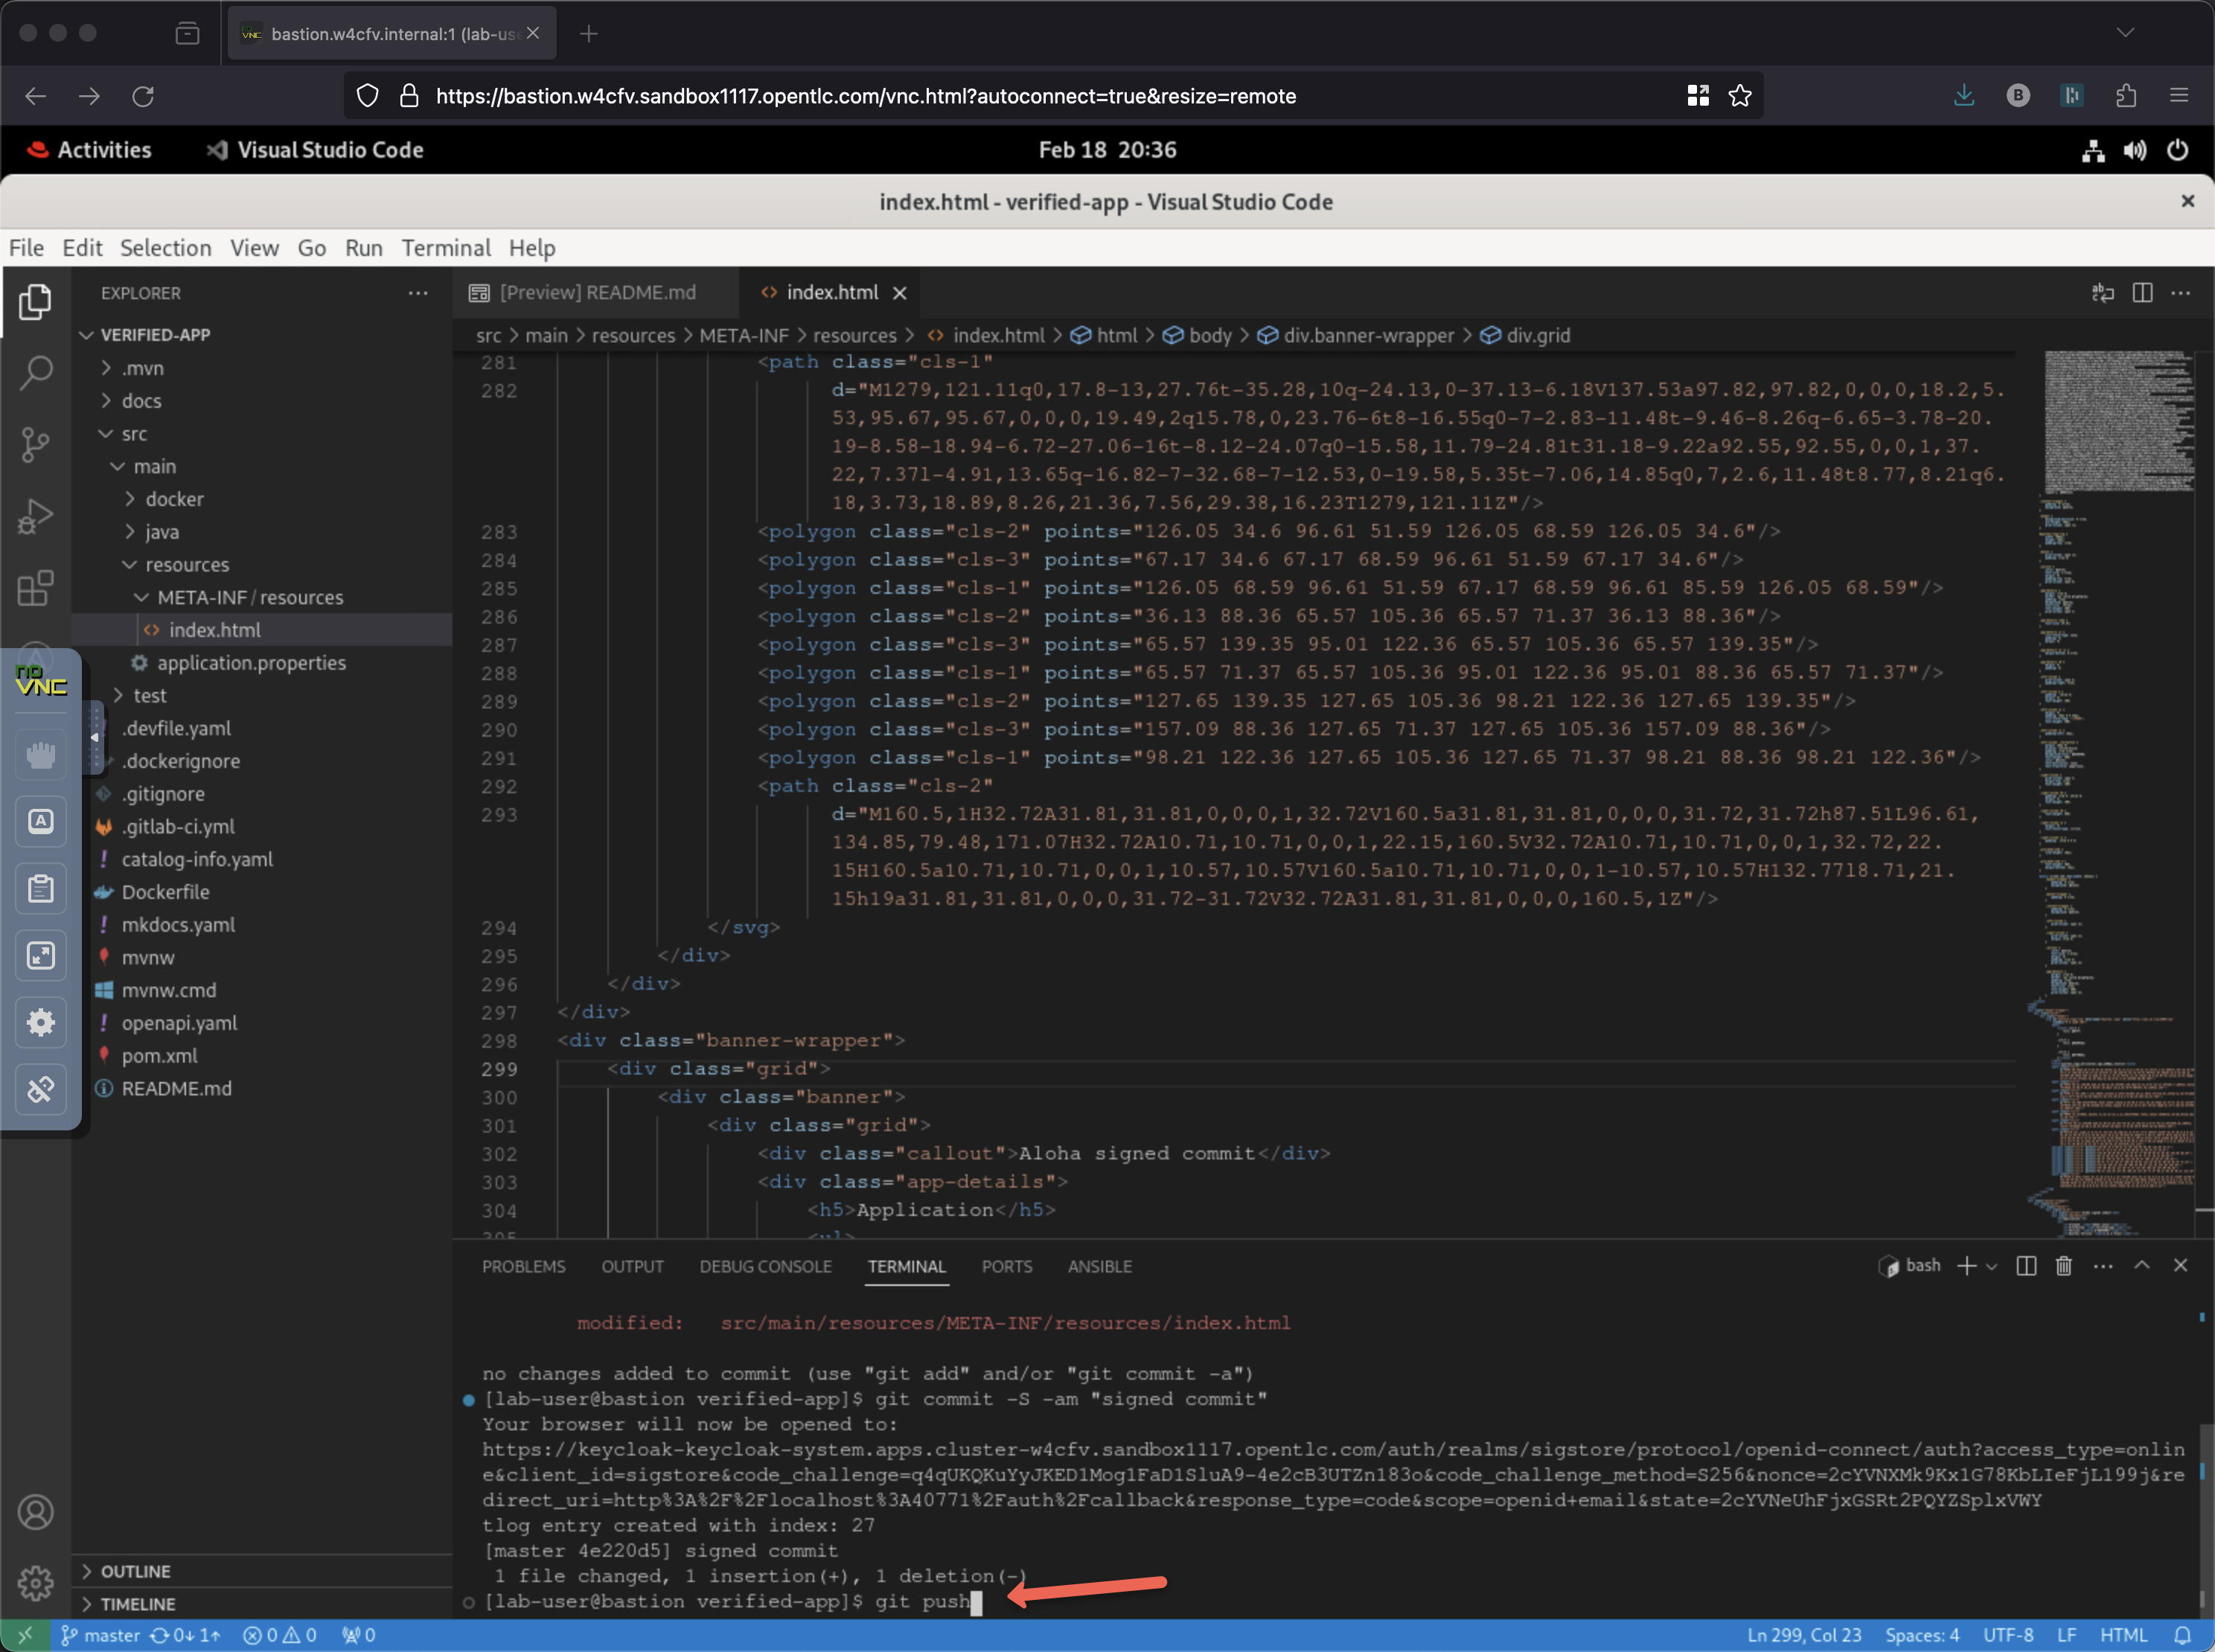 bastion.w4cfv.internal:1 (lab-us
https://bastion.w4cfv.sandbox1117.opentlc.com/vnc.html?autoconnect=true&resize=remote
B
Activities
Visual Studio Code
Feb 18 20:36
index.html - verified-app - Visual Studio Code
File Edit Selection View Go Run Terminal Help
EXPLORER
[Preview] README.md
index.html
VERIFIED-APP
src > main > resources > META-INF > resources > index.html > html > body > div.banner-wrapper > div.grid
.mvn
docs
src
main
docker
java
resources
META-INF / resources
index.html
application.properties
test
.devfile.yaml
.dockerignore
.gitignore
.gitlab-ci.yml
catalog-info.yaml
Dockerfile
mkdocs.yaml
mvnw
mvnw.cmd
openapi.yaml
pom.xml
README.md
no
VNC
OUTLINE
TIMELINE
281 <path class="cls-1"
282 d="M1279,121.11q0,17.8-13,27.76t-35.28,10q-24.13,0-37.13-6.18V137.53a97.82,97.82,0,0,0,18.2,5.
53,95.67,95.67,0,0,0,19.49,2q15.78,0,23.76-6t8-16.55q0-7-2.83-11.48t-9.46-8.26q-6.65-3.78-20.
19-8.58-18.94-6.72-27.06-16t-8.12-24.07q0-15.58,11.79-24.81t31.18-9.22a92.55,92.55,0,0,1,37.
22,7.37l-4.91,13.65q-16.82-7-32.68-7-12.53,0-19.58,5.35t-7.06,14.85q0,7,2.6,11.48t8.77,8.21q6.
18,3.73,18.89,8.26,21.36,7.56,29.38,16.23T1279,121.11Z"/>
283 <polygon class="cls-2" points="126.05 34.6 96.61 51.59 126.05 68.59 126.05 34.6"/>
284 <polygon class="cls-3" points="67.17 34.6 67.17 68.59 96.61 51.59 67.17 34.6"/>
285 <polygon class="cls-1" points="126.05 68.59 96.61 51.59 67.17 68.59 96.61 85.59 126.05 68.59"/>
286 <polygon class="cls-2" points="36.13 88.36 65.57 105.36 65.57 71.37 36.13 88.36"/>
287 <polygon class="cls-3" points="65.57 139.35 95.01 122.36 65.57 105.36 65.57 139.35"/>
288 <polygon class="cls-1" points="65.57 71.37 65.57 105.36 95.01 122.36 95.01 88.36 65.57 71.37"/>
289 <polygon class="cls-2" points="127.65 139.35 127.65 105.36 98.21 122.36 127.65 139.35"/>
290 <polygon class="cls-3" points="157.09 88.36 127.65 71.37 127.65 105.36 157.09 88.36"/>
291 <polygon class="cls-1" points="98.21 122.36 127.65 105.36 127.65 71.37 98.21 88.36 98.21 122.36"/>
292 <path class="cls-2"
293 d="M160.5,1H32.72A31.81,31.81,0,0,0,1,32.72V160.5a31.81,31.81,0,0,0,31.72,31.72h87.51L96.61,
134.85,79.48,171.07H32.72A10.71,10.71,0,0,1,22.15,160.5V32.72A10.71,10.71,0,0,1,32.72,22.
15H160.5a10.71,10.71,0,0,1,10.57,10.57V160.5a10.71,10.71,0,0,1-10.57,10.57H132.77l8.71,21.
15h19a31.81,31.81,0,0,0,31.72-31.72V32.72A31.81,31.81,0,0,0,160.5,1Z"/>
294 </svg>
295 </div>
296 </div>
297 </div>
298 <div class="banner-wrapper">
299 <div class="grid">
300 <div class="banner">
301 <div class="grid">
302 <div class="callout">Aloha signed commit</div>
303 <div class="app-details">
304 <h5>Application</h5>
305 <ul>
PROBLEMS OUTPUT DEBUG CONSOLE TERMINAL PORTS ANSIBLE
bash
modified: src/main/resources/META-INF/resources/index.html
no changes added to commit (use "git add" and/or "git commit -a")
[lab-user@bastion verified-app]$ git commit -S -am "signed commit"
Your browser will now be opened to:
https://keycloak-keycloak-system.apps.cluster-w4cfv.sandbox1117.opentlc.com/auth/realms/sigstore/protocol/openid-connect/auth?access_type=onlin
e&client_id=sigstore&code_challenge=q4qUKQKuYyJKED1Mog1FaD1SluA9-4e2cB3UTZn183o&code_challenge_method=S256&nonce=2cYVNXMk9Kx1G78KbLIeFjL199j&re
direct_uri=http%3A%2F%2Flocalhost%3A40771%2Fauth%2Fcallback&response_type=code&scope=openid+email&state=2cYVNeUhFjxGSRt2PQYZSplxVWY
tlog entry created with index: 27
[master 4e220d5] signed commit
1 file changed, 1 insertion(+), 1 deletion(-)
[lab-user@bastion verified-app]$ git push
master 0↓ 1↑ 0 0 0
Ln 299, Col 23 Spaces: 4 UTF-8 LF HTML